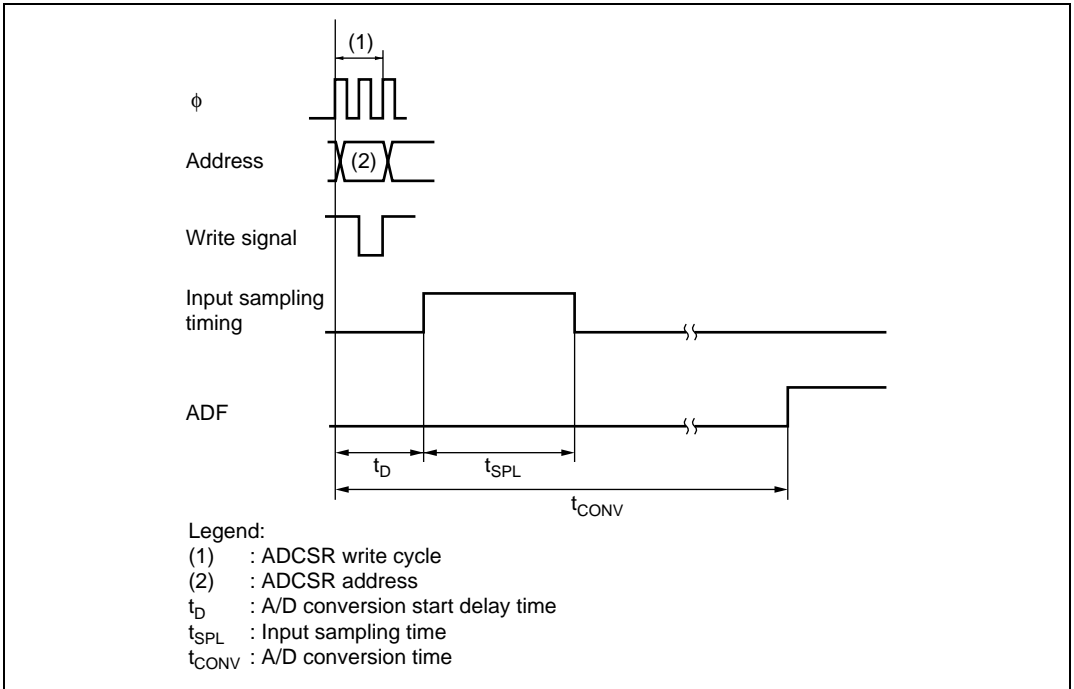 (1)
φ
Address
(2)
Write signal
Input sampling
timing
ADF
tD
tSPL
tCONV
Legend:
(1) : ADCSR write cycle
(2) : ADCSR address
tD : A/D conversion start delay time
tSPL : Input sampling time
tCONV : A/D conversion time